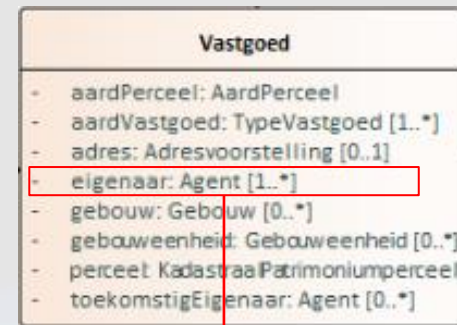 Vastgoed
- aardPerceel: AardPerceel
- aardVastgoed: TypeVastgoed [1..*]
- adres: Adresvoorstelling [0..1]
- eigenaar: Agent [1..*]
- gebouw: Gebouw [0..*]
- gebouweenheid: Gebouweenheid [0..*]
- perceel: KadastraalPatrimoniumperceel
- toekomstigEigenaar: Agent [0..*]